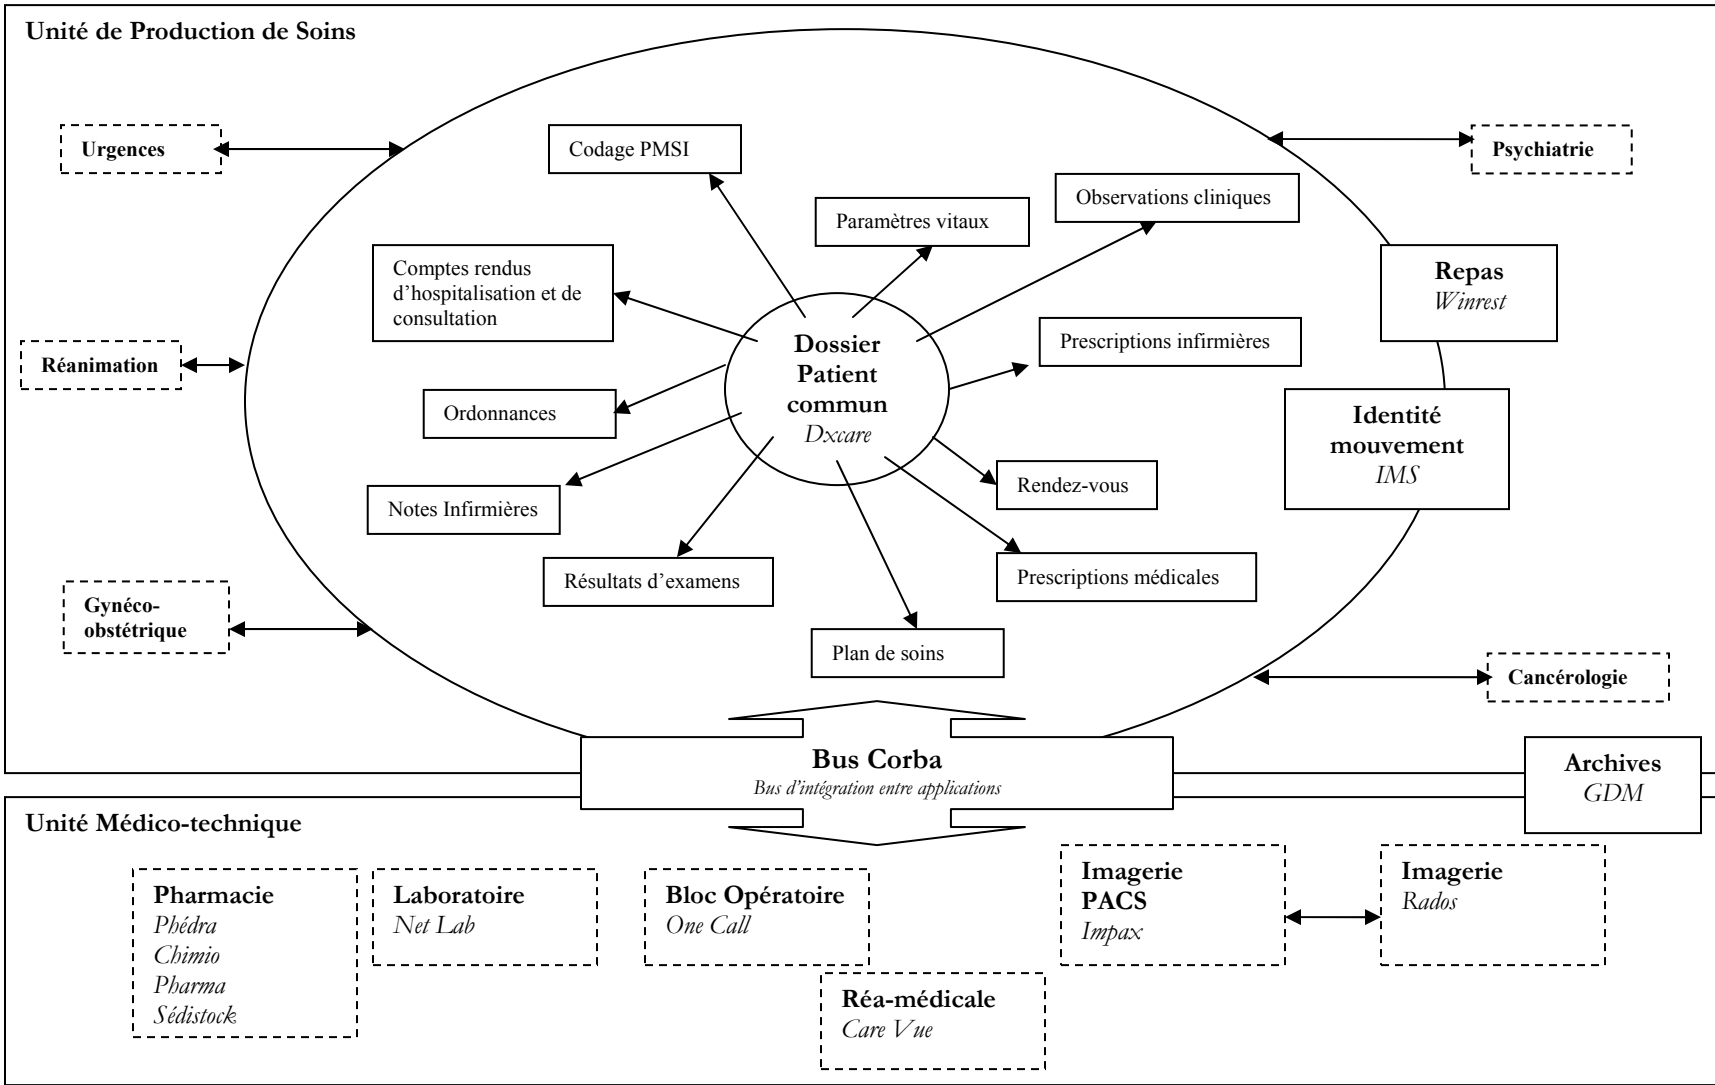 Unité de Production de Soins
Urgences
Codage PMSI
Psychiatrie
Observations cliniques
Paramètres vitaux
Comptes rendus
d’hospitalisation et de
consultation
Repas
Winrest
Réanimation
Dossier
Patient
commun
Dxcare
Prescriptions infirmières
Ordonnances
Identité
mouvement
IMS
Notes Infirmières
Rendez-vous
Résultats d’examens
Prescriptions médicales
Gynéco-
obstétrique
Plan de soins
Cancérologie
Bus Corba
Bus d’intégration entre applications
Archives
GDM
Unité Médico-technique
Pharmacie
Phédra
Chimio
Pharma
Sédistock
Laboratoire
Net Lab
Bloc Opératoire
One Call
Réa-médicale
Care Vue
Imagerie
PACS
Impax
Imagerie
Rados